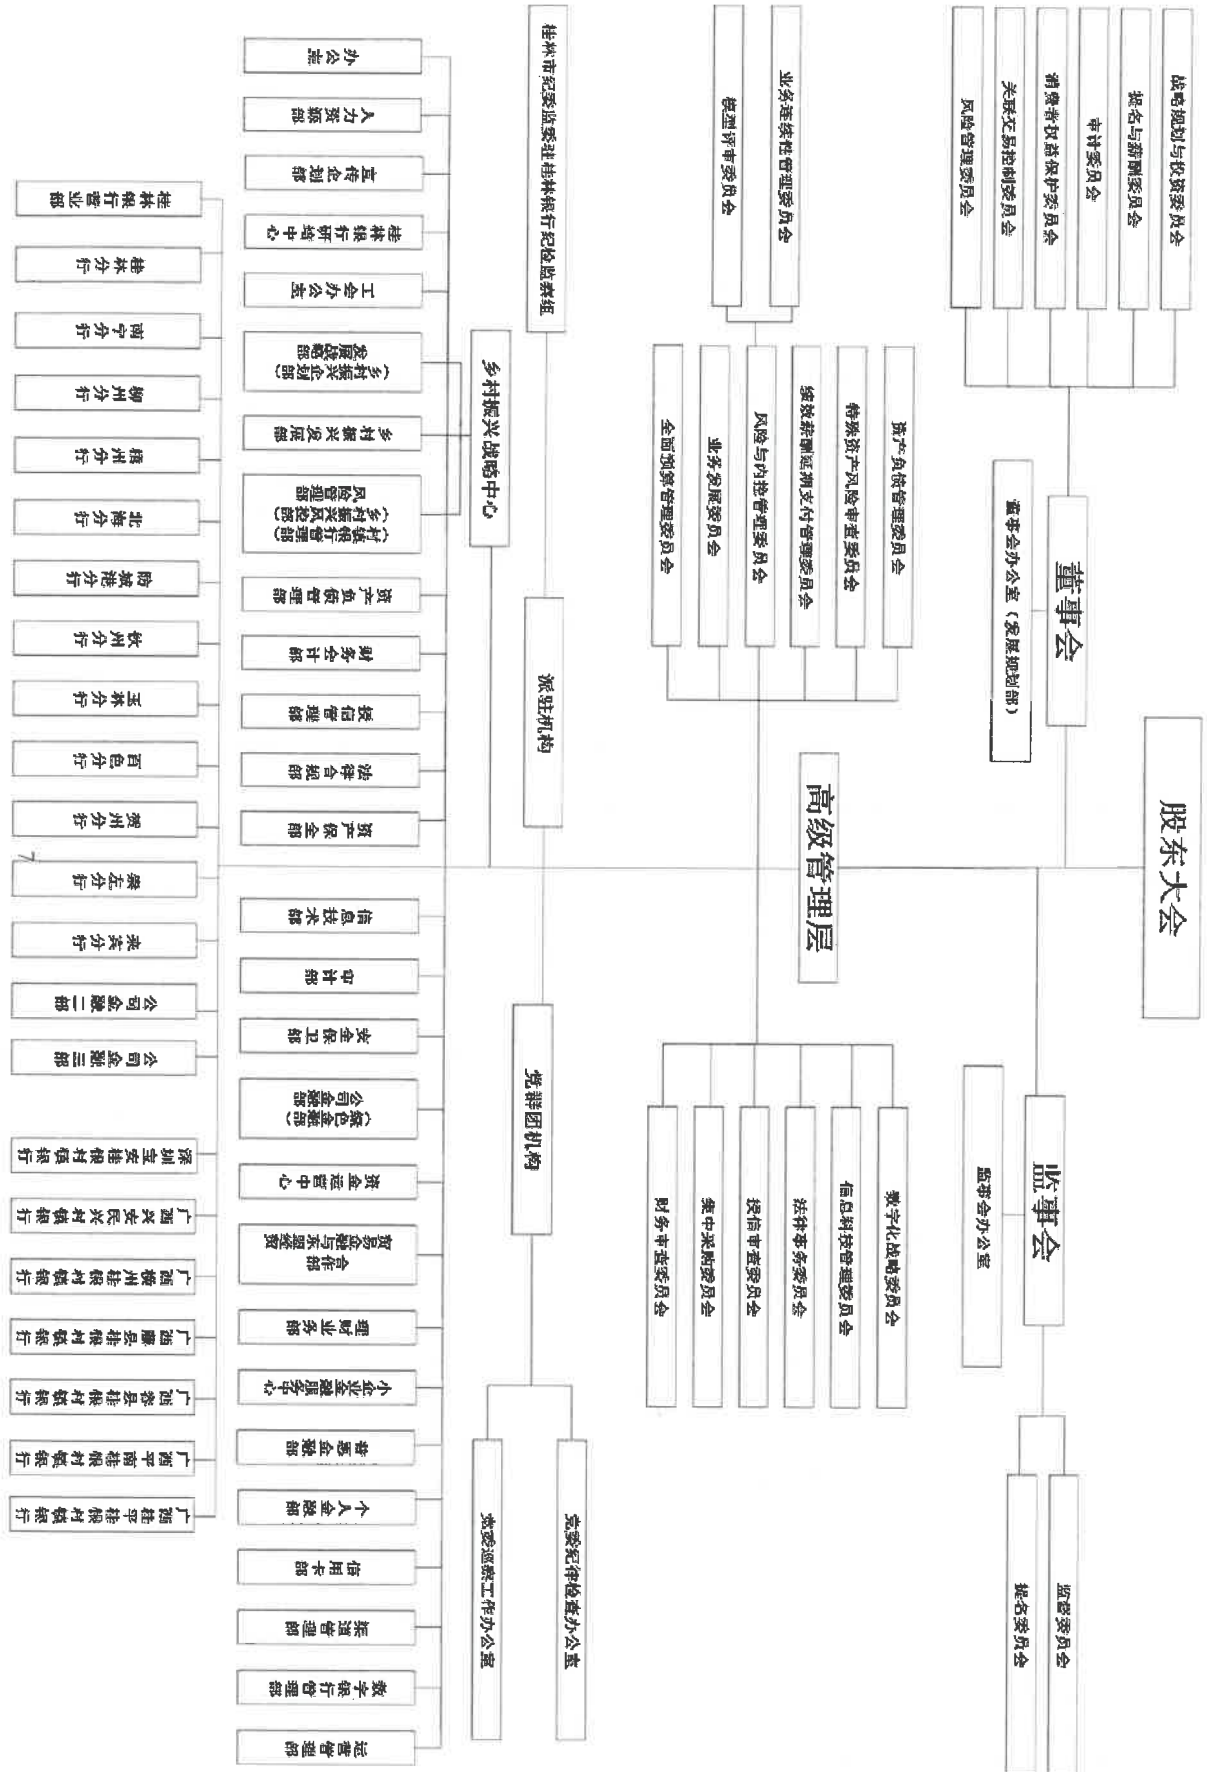 股东大会
董事会
监事会
战略规划与投资委员会
提名与薪酬委员会
审计委员会
消费者权益保护委员会
关联交易控制委员会
风险管理委员会
董事会办公室（发展规划部）
监事会办公室
监督委员会
提名委员会
高级管理层
资产负债管理委员会
特殊资产风险审查委员会
绩效薪酬延期支付管理委员会
风险与内控管理委员会
业务发展委员会
全面预算管理委员会
业务连续性管理委员会
模型评审委员会
数字化战略委员会
信息科技管理委员会
法律事务委员会
授信审查委员会
集中采购委员会
财务审查委员会
桂林市纪委监委驻桂林银行纪检监察组
派驻机构
党群团机构
党委纪律检查办公室
党委巡察工作办公室
乡村振兴战略中心
办公室
人力资源部
宣传企划部
桂林银行研培中心
工会办公室
发展战略部
（乡村振兴企划部）
乡村振兴发展部
风险管理部
（乡村振兴风控部）
（村镇银行管理部）
资产负债管理部
财务会计部
授信管理部
法律合规部
资产保全部
信息技术部
审计部
安全保卫部
公司金融部
（绿色金融部）
资金运营中心
贸易金融与东盟经贸
合作部
理财业务部
小企业金融服务中心
普惠金融部
个人金融部
信用卡部
渠道管理部
数字银行管理部
运营管理部
桂林银行营业部
桂林分行
南宁分行
柳州分行
梧州分行
北海分行
防城港分行
钦州分行
玉林分行
百色分行
贺州分行
崇左分行
来宾分行
公司金融二部
公司金融三部
深圳宝安桂银村镇银行
广西兴安民兴村镇银行
广西横州桂银村镇银行
广西藤县桂银村镇银行
广西容县桂银村镇银行
广西平南桂银村镇银行
广西桂平桂银村镇银行
7